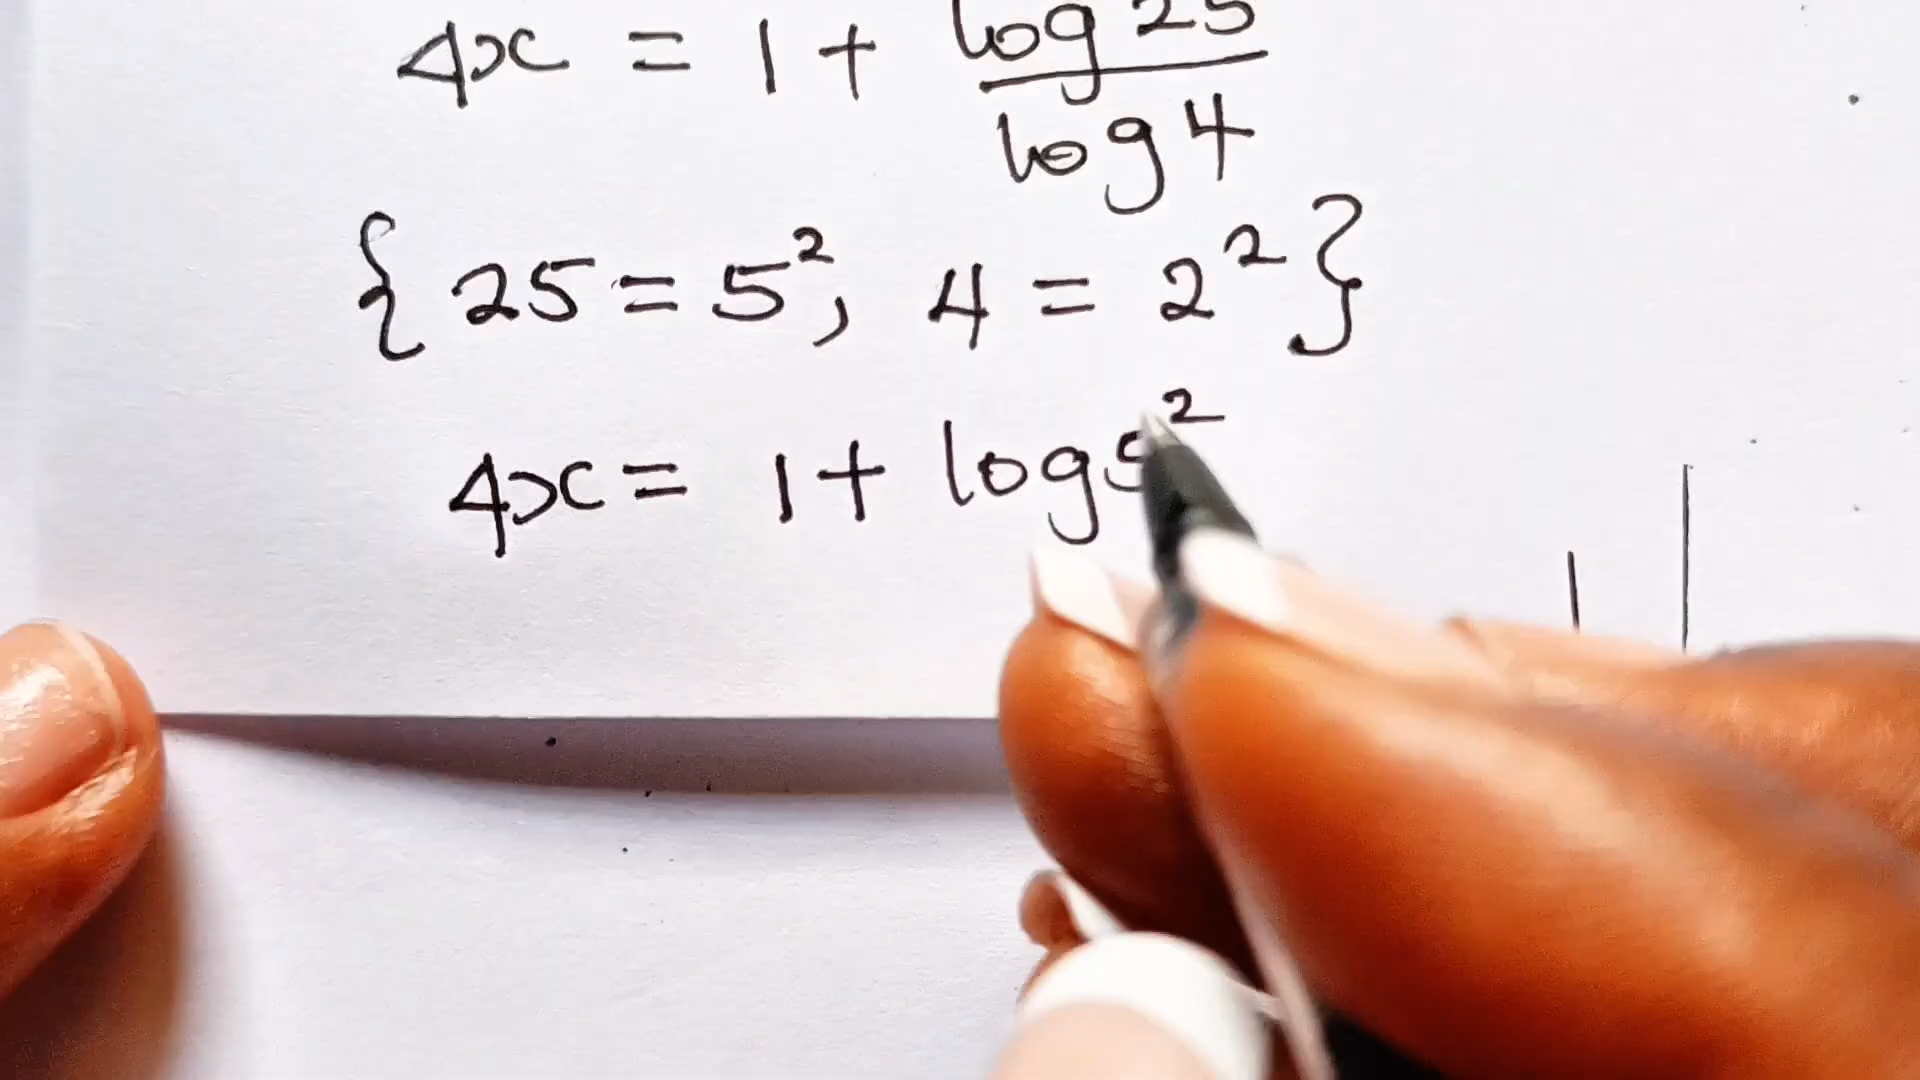 4x = 1 + log 25
log 4
{ 25 = 5², 4 = 2² }
4x = 1 + log 5²